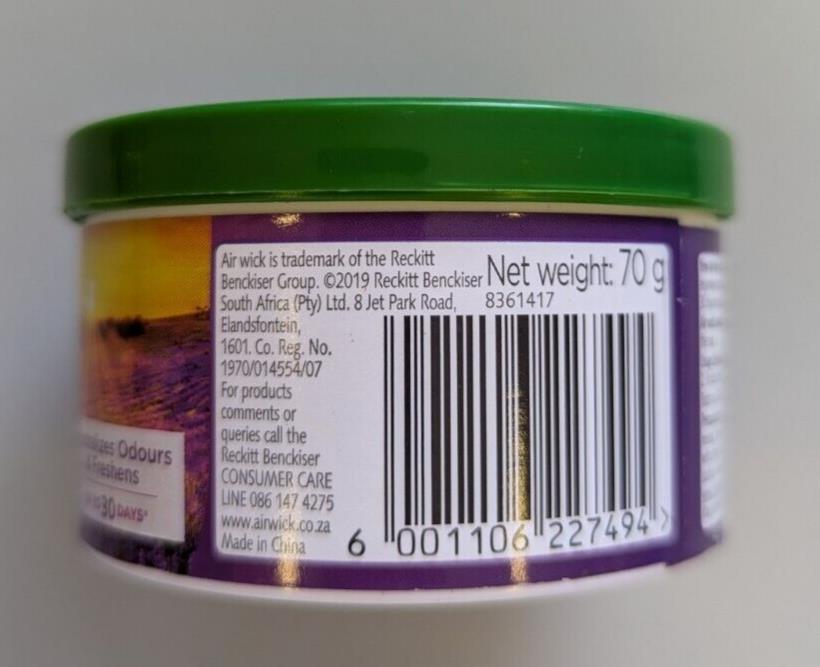 Air wick is trademark of the Reckitt
Benckiser Group. ©2019 Reckitt Benckiser
South Africa (Pty) Ltd. 8 Jet Park Road,
Elandsfontein,
1601. Co. Reg. No.
1970/014554/07
For products
comments or
queries call the
Reckitt Benckiser
CONSUMER CARE
LINE 086 147 4275
www.airwick.co.za
Made in China
Net weight: 70 g
8361417
6 001106 227494 >
Odours
Freshens
30 DAYS*